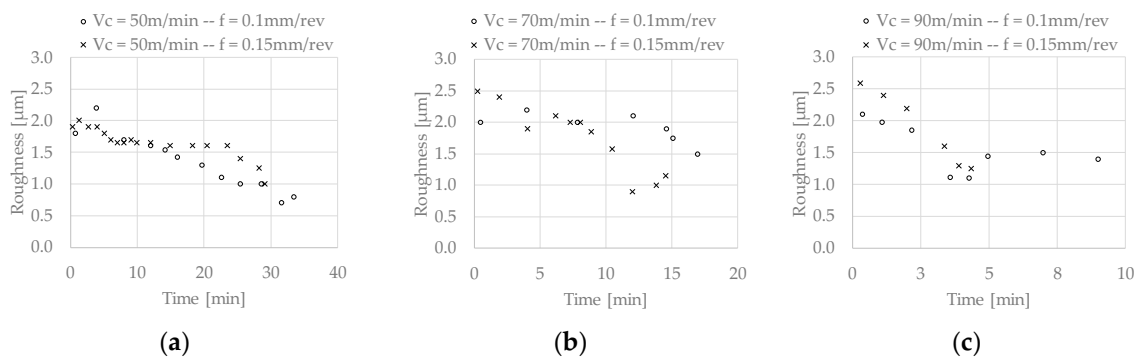 Vc = 50m/min -- f = 0.1mm/rev
Vc = 50m/min -- f = 0.15mm/rev
3.0
2.5
2.0
1.5
1.0
0.5
0.0
Roughness [µm]
0 10 20 30 40
Time [min]
(a)
Vc = 70m/min -- f = 0.1mm/rev
Vc = 70m/min -- f = 0.15mm/rev
3.0
2.5
2.0
1.5
1.0
0.5
0.0
Roughness [µm]
0 5 10 15 20
Time [min]
(b)
Vc = 90m/min -- f = 0.1mm/rev
Vc = 90m/min -- f = 0.15mm/rev
3.0
2.5
2.0
1.5
1.0
0.5
0.0
Roughness [µm]
0 3 5 8 10
Time [min]
(c)